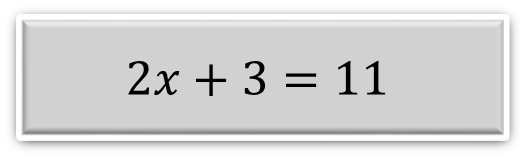 2x + 3 = 11